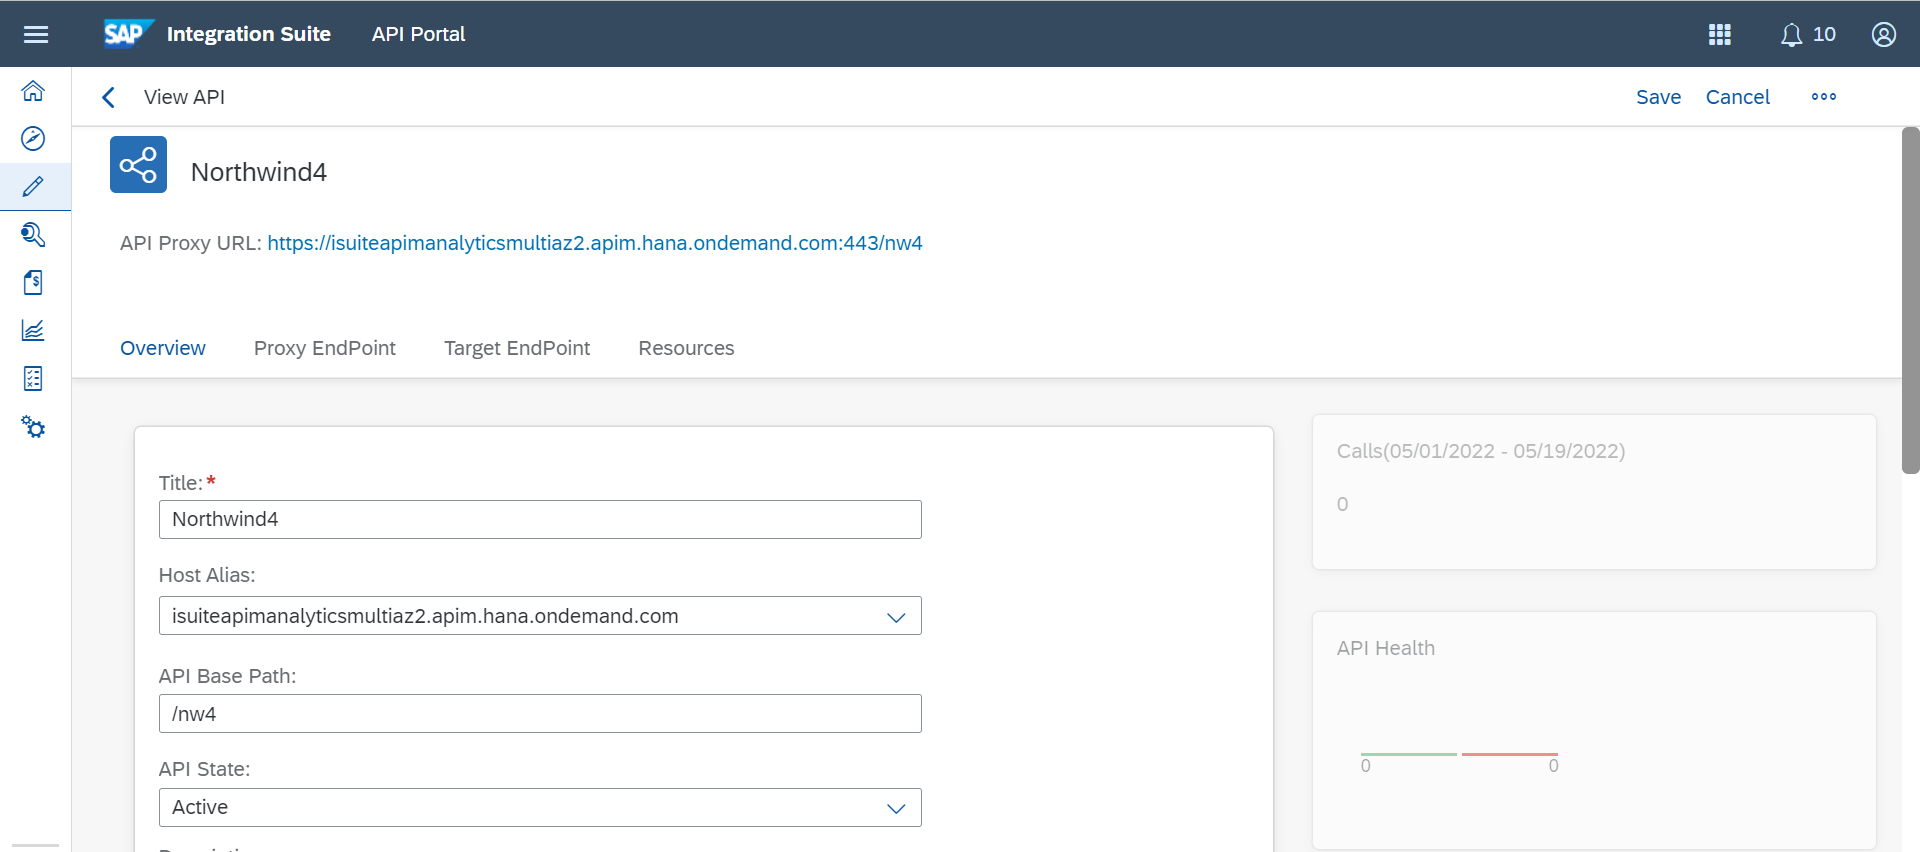 SAP Integration Suite API Portal 10
View API Save Cancel
Northwind4
API Proxy URL: https://isuiteapimanalyticsmultiaz2.apim.hana.ondemand.com:443/nw4
Overview Proxy EndPoint Target EndPoint Resources
Title:*
Northwind4
Host Alias:
isuiteapimanalyticsmultiaz2.apim.hana.ondemand.com
API Base Path:
/nw4
API State:
Active
Calls(05/01/2022 - 05/19/2022)
0
API Health
0 0